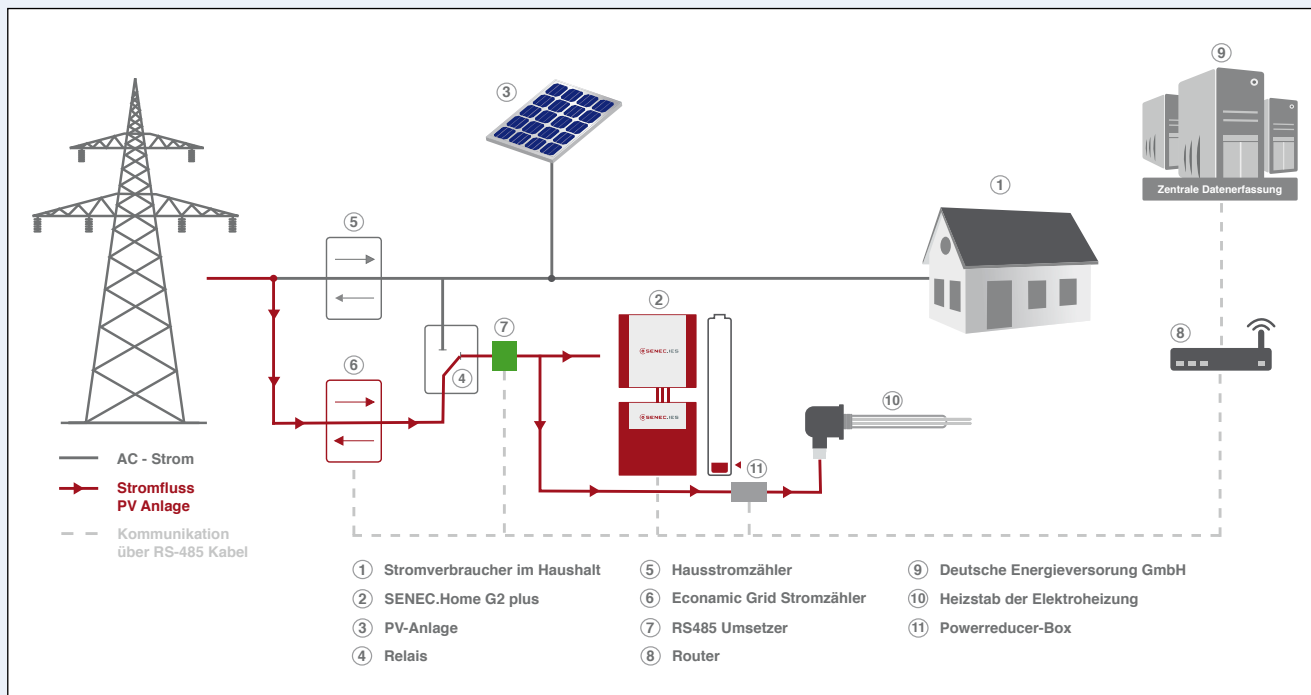 9
3
Zentrale Datenerfassung
1
5
2
SENEC.IES
7
8
6
4
SENEC.IES
10
11
AC - Strom
Stromfluss
PV Anlage
Kommunikation
über RS-485 Kabel
1 Stromverbraucher im Haushalt
2 SENEC.Home G2 plus
3 PV-Anlage
4 Relais
5 Hausstromzähler
6 Econamic Grid Stromzähler
7 RS485 Umsetzer
8 Router
9 Deutsche Energieversorung GmbH
10 Heizstab der Elektroheizung
11 Powerreducer-Box